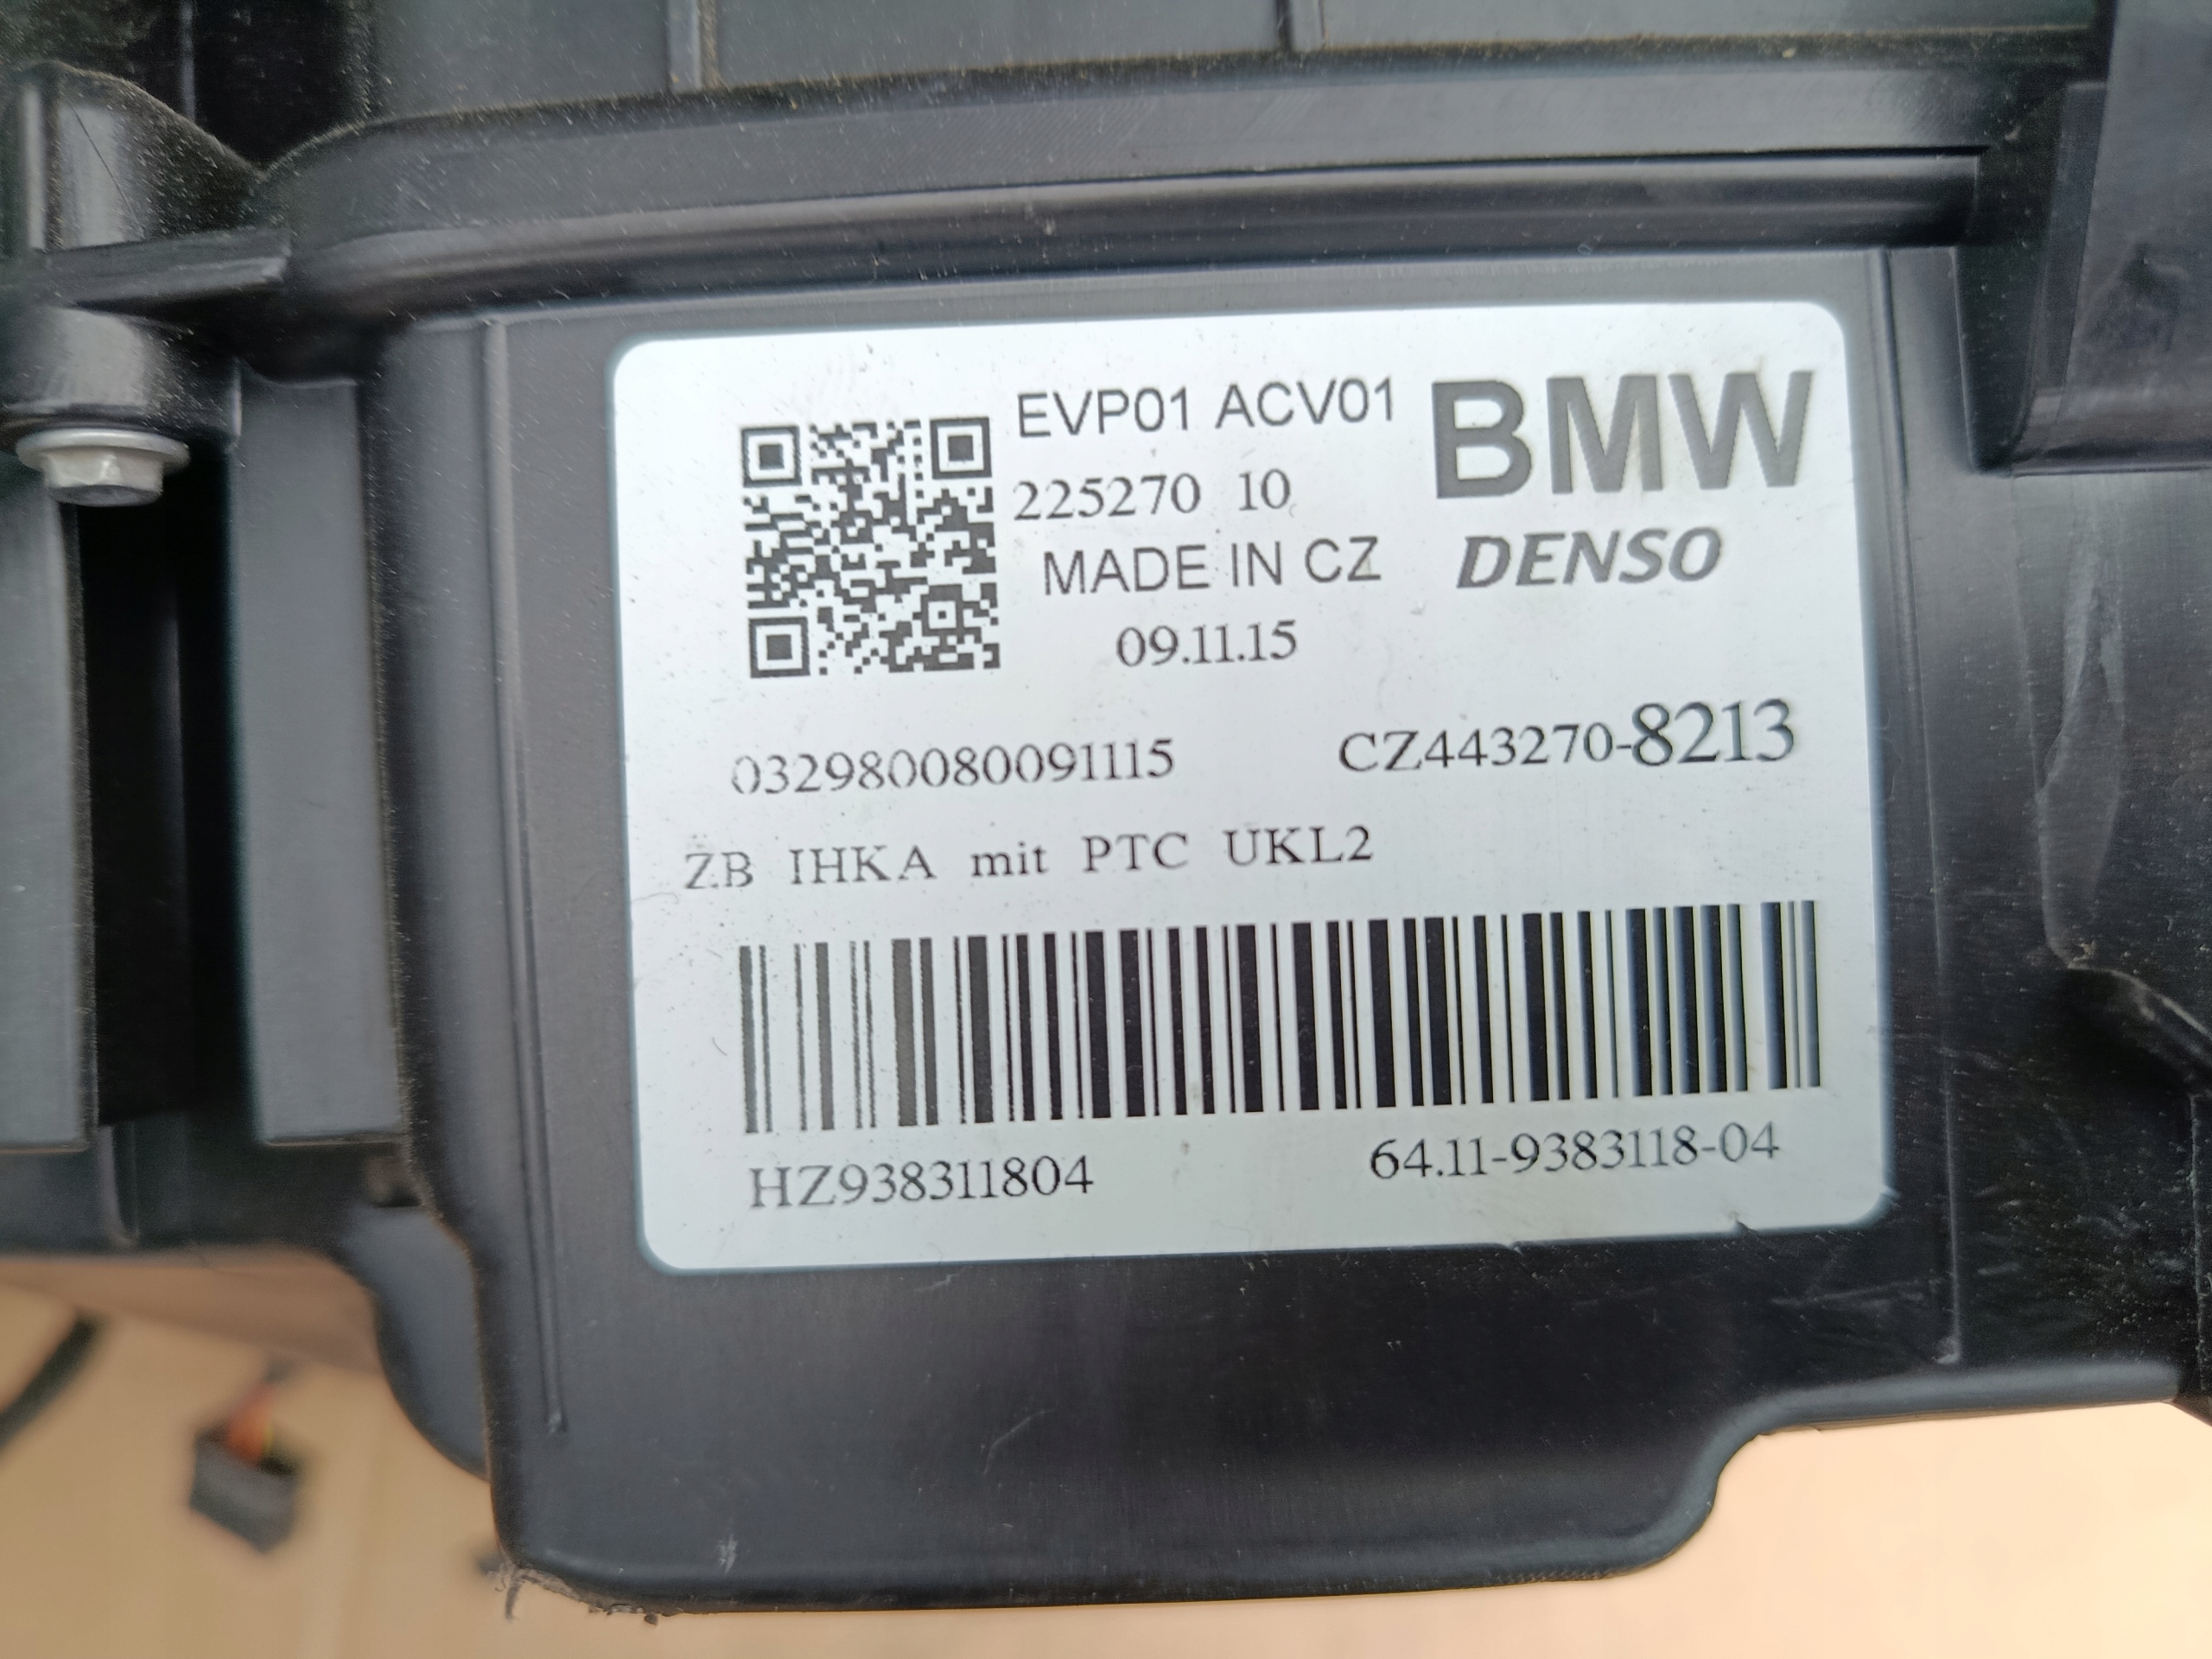 EVP01 ACV01 BMW
225270 10
MADE IN CZ DENSO
09.11.15
032980080091115 CZ443270-8213
ZB IHKA mit PTC UKL2
HZ938311804 64.11-9383118-04